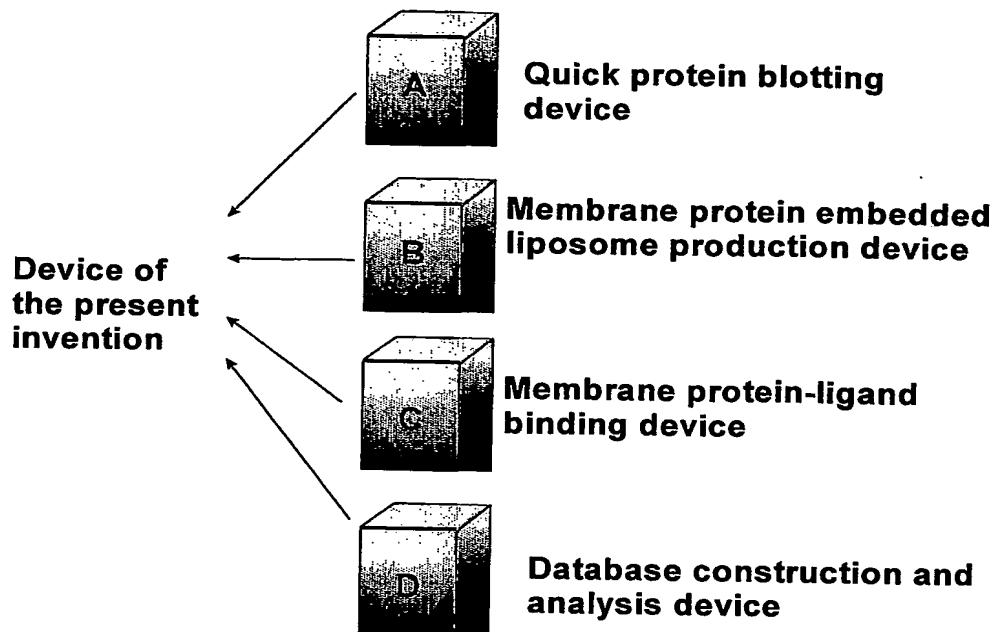 A
Quick protein blotting
device
B
Membrane protein embedded
liposome production device
Device of
the present
invention
C
Membrane protein-ligand
binding device
D
Database construction and
analysis device